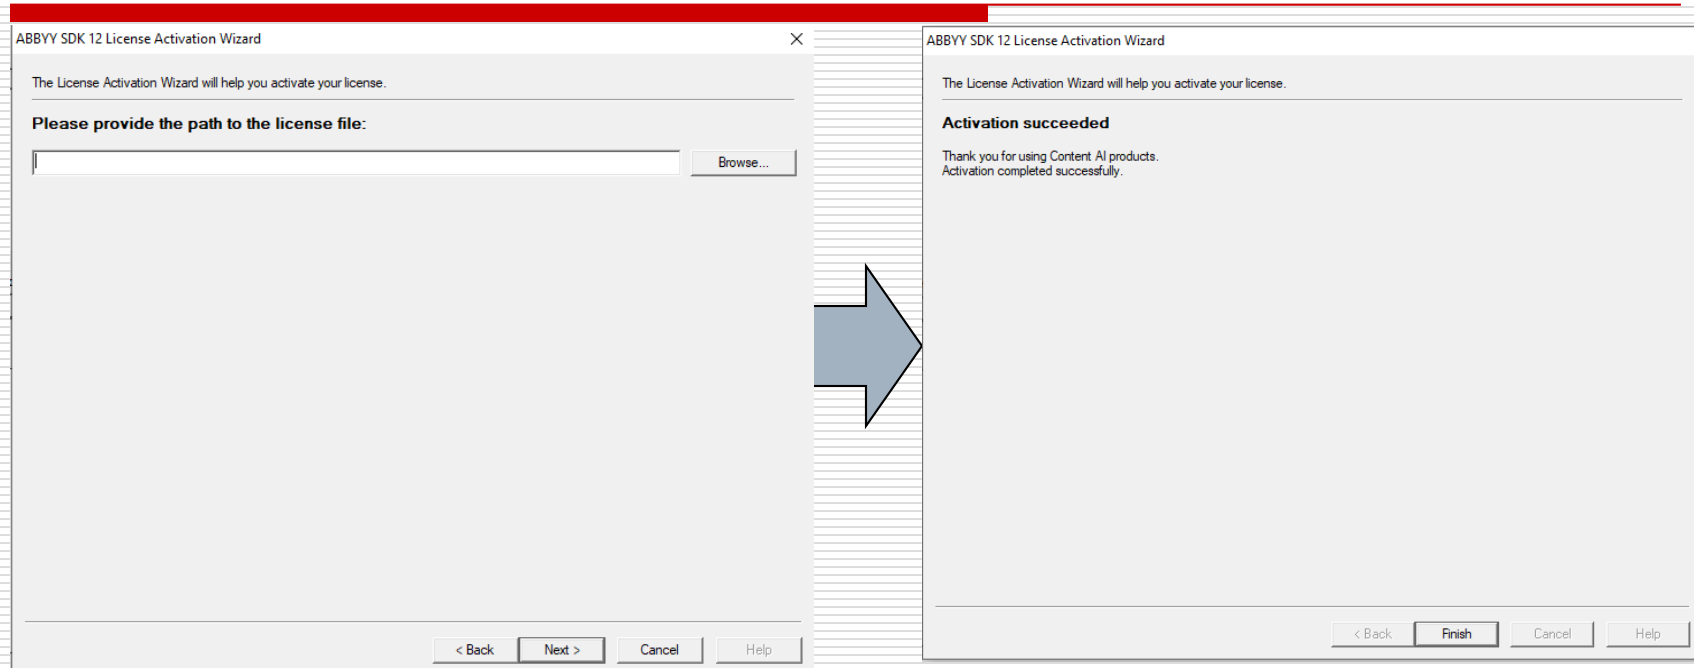 ABBYY SDK 12 License Activation Wizard
The License Activation Wizard will help you activate your license.
Please provide the path to the license file:
Browse...
< Back
Next >
Cancel
Help
ABBYY SDK 12 License Activation Wizard
The License Activation Wizard will help you activate your license.
Activation succeeded
Thank you for using Content AI products.
Activation completed successfully.
< Back
Finish
Cancel
Help